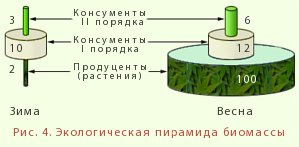 3
Консументы
II порядка
6
10
Консументы
I порядка
12
2
Продуценты
(растения)
100
Зима
Весна
Рис. 4. Экологическая пирамида биомассы